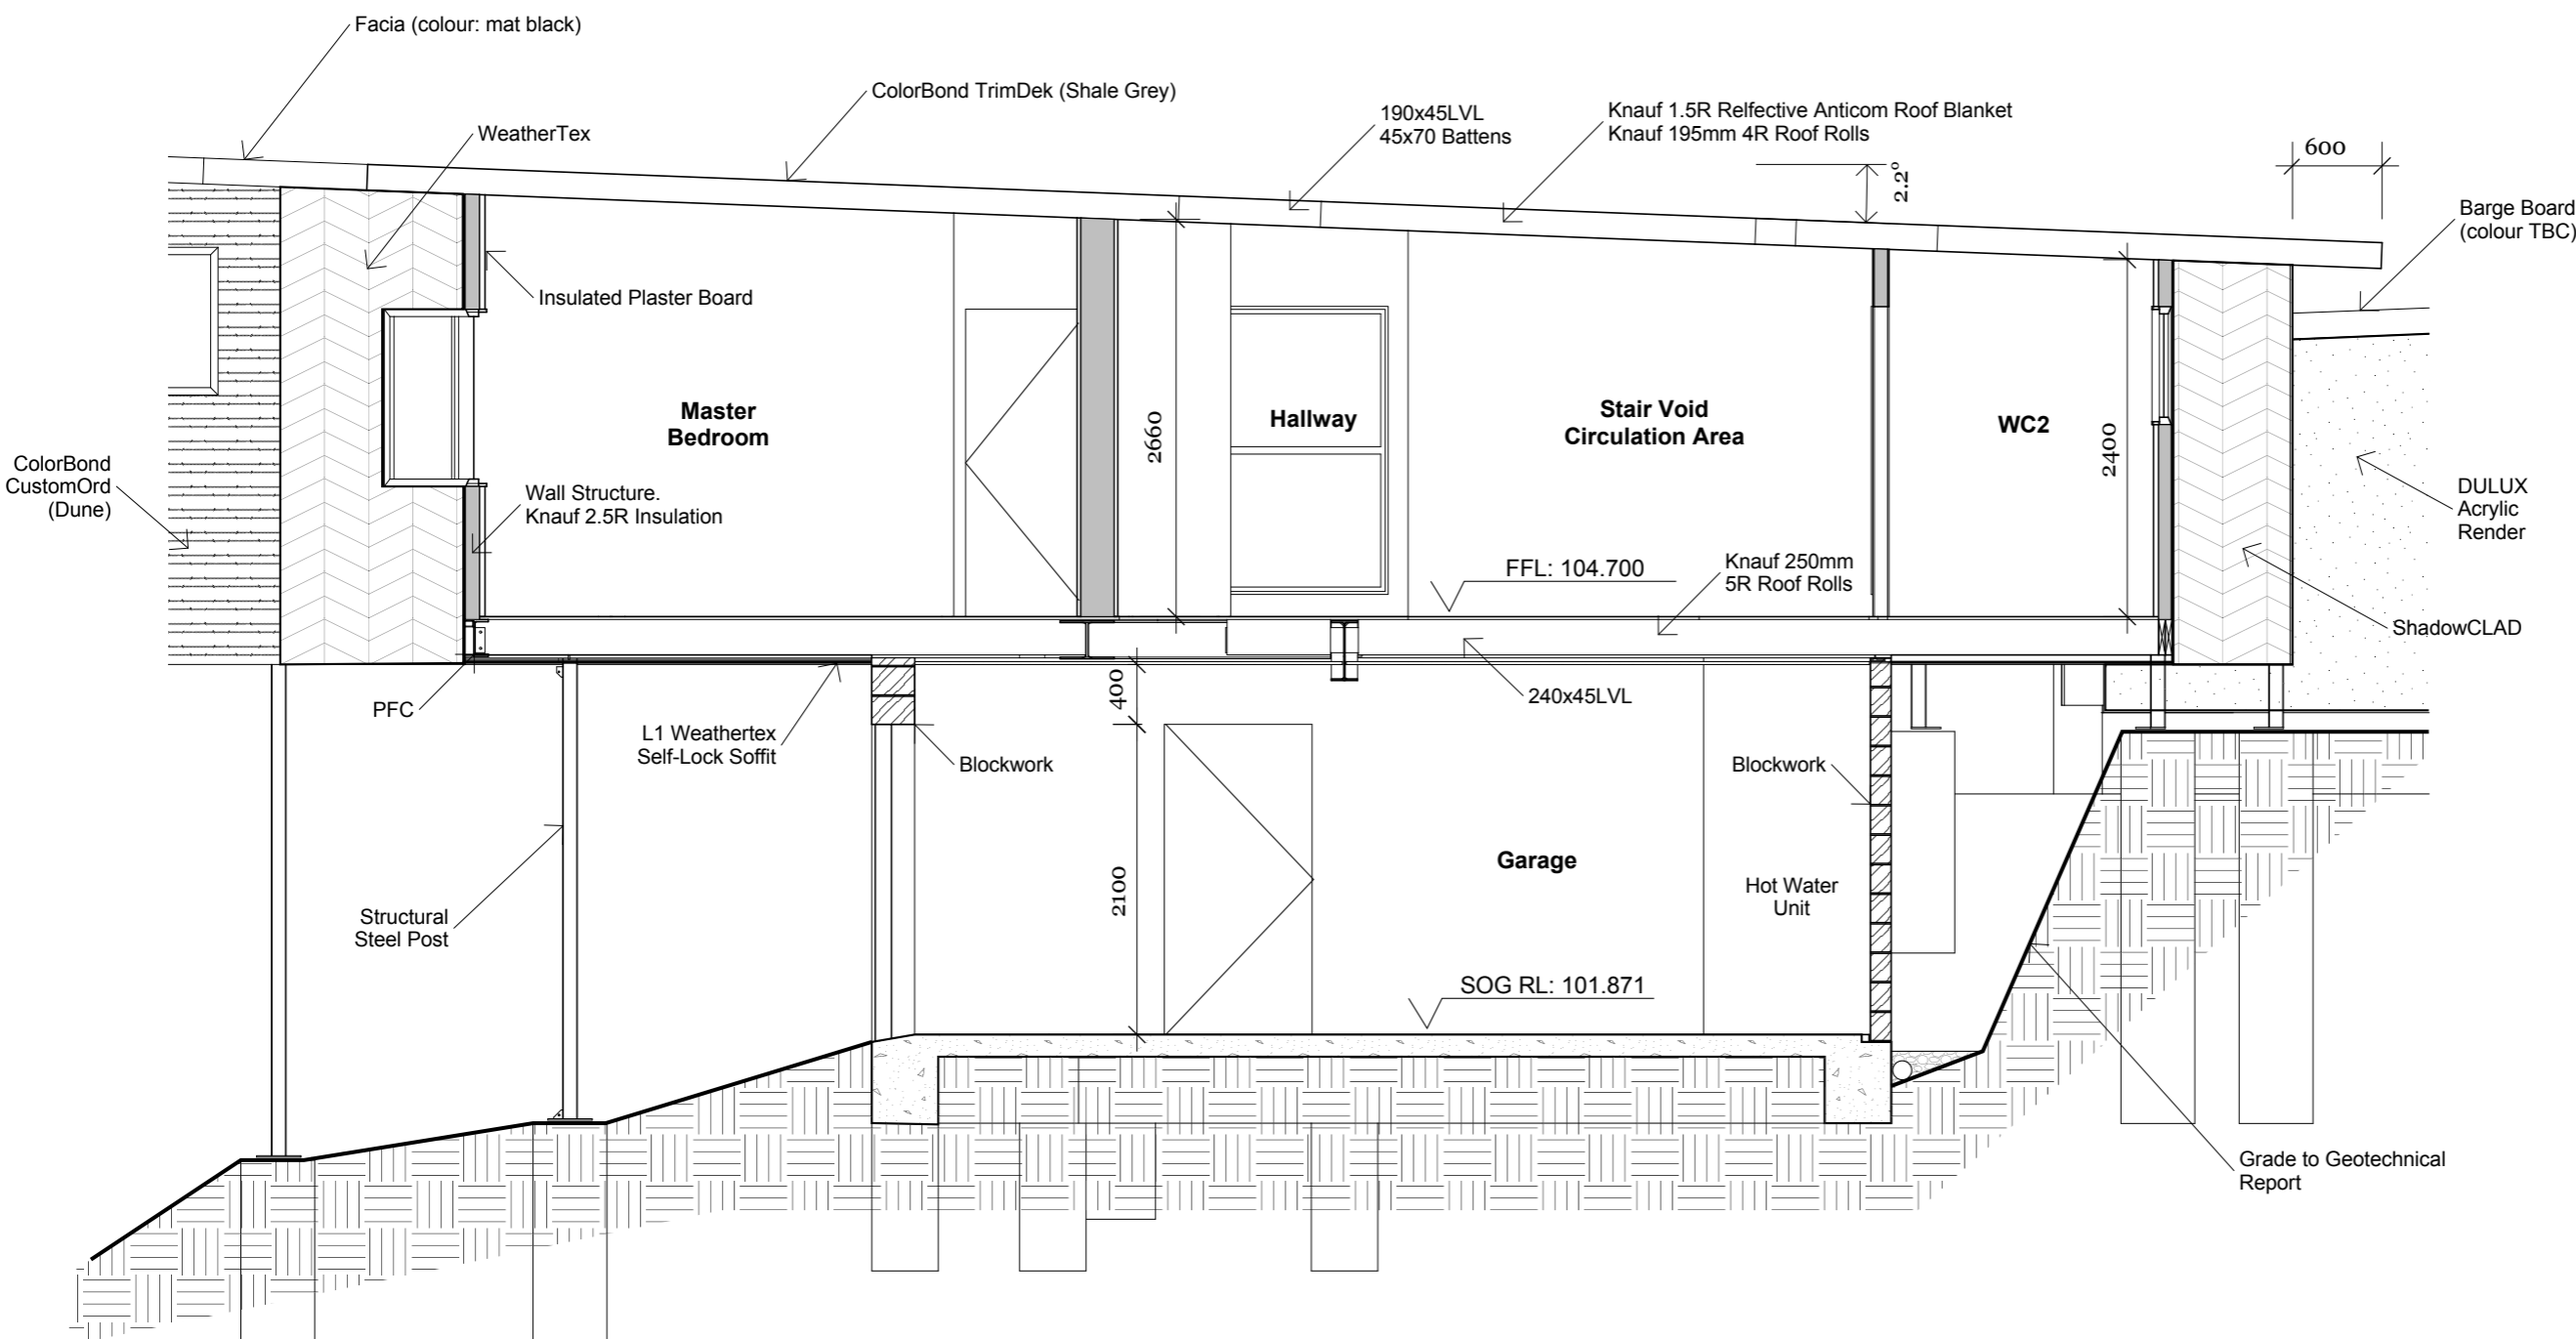 Facia (colour: mat black)
ColorBond TrimDek (Shale Grey)
WeatherTex
190x45LVL
45x70 Battens
Knauf 1.5R Relfective Anticom Roof Blanket
Knauf 195mm 4R Roof Rolls
600
2.2°
Barge Board
(colour TBC)
Insulated Plaster Board
Master
Bedroom
2660
Hallway
Stair Void
Circulation Area
WC2
2400
ColorBond
CustomOrd
(Dune)
Wall Structure.
Knauf 2.5R Insulation
DULUX
Acrylic
Render
FFL: 104.700
Knauf 250mm
5R Roof Rolls
ShadowCLAD
PFC
L1 Weathertex
Self-Lock Soffit
400
240x45LVL
Blockwork
Blockwork
Structural
Steel Post
2100
Garage
Hot Water
Unit
SOG RL: 101.871
Grade to Geotechnical
Report